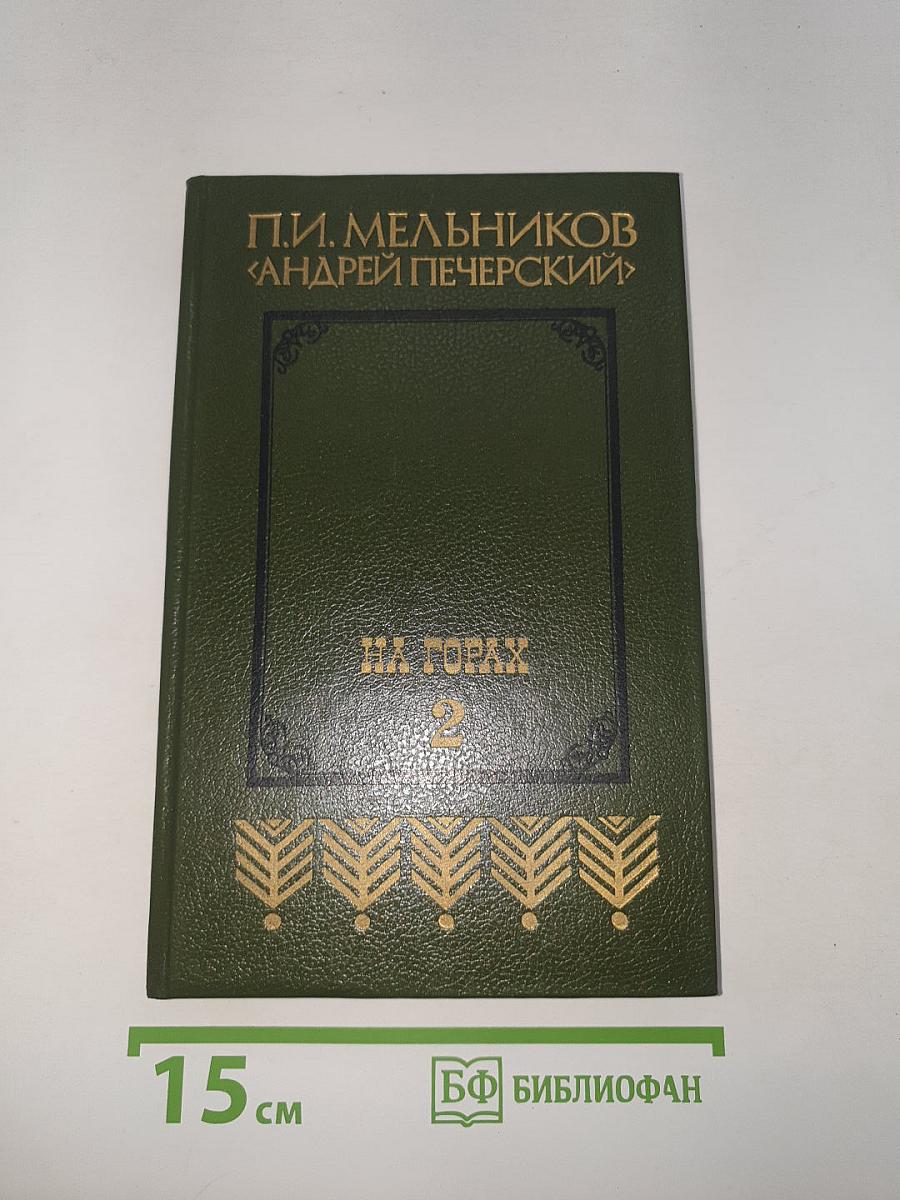 П.И. МЕЛЬНИКОВ
‹АНДРЕЙ ПЕЧЕРСКИЙ›
НА ГОРАХ
2
15 см
БФ БИБЛИОФАН